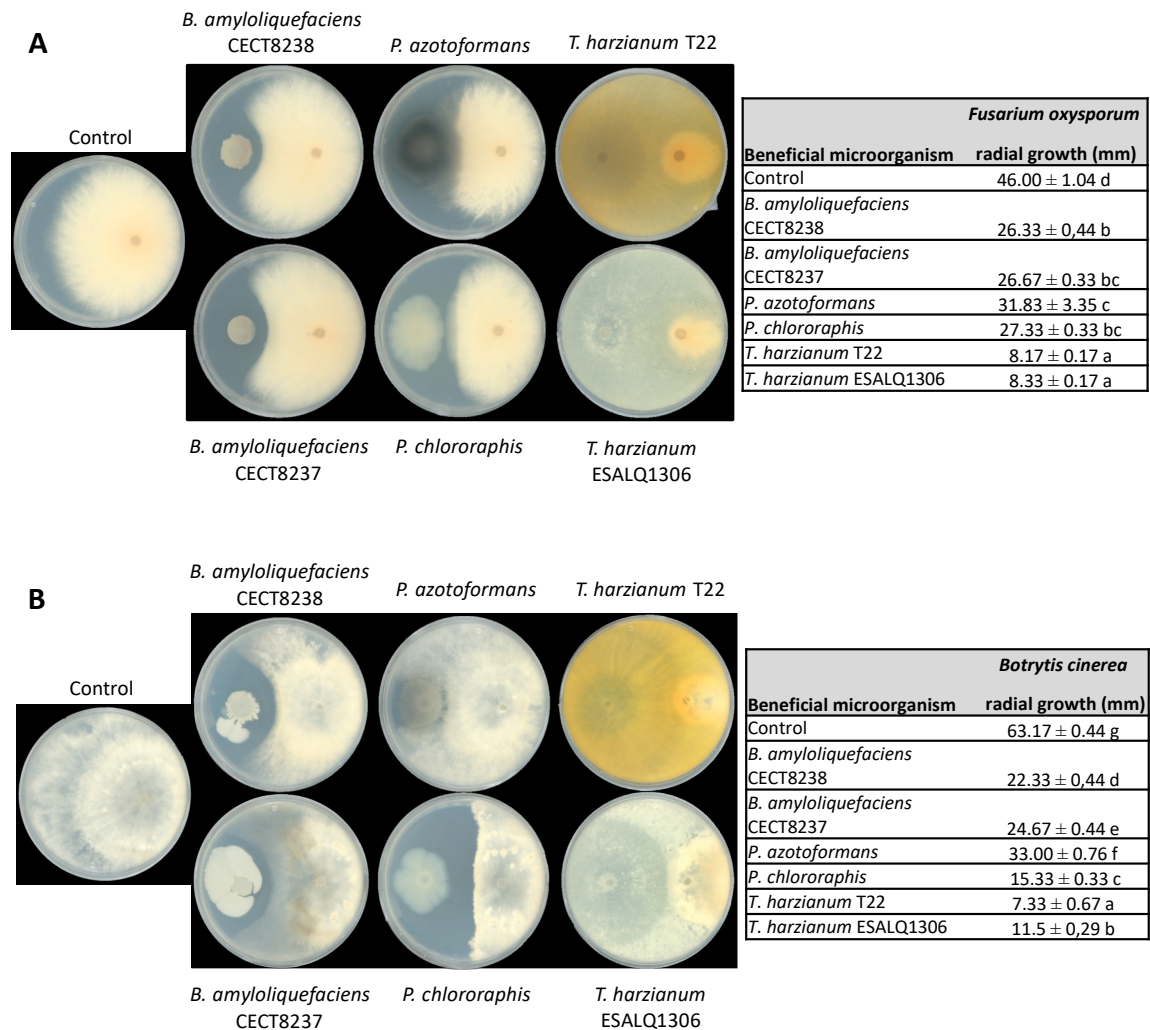 A
B. amyloliquefaciens
CECT8238
P. azotoformans
T. harzianum T22
Control
B. amyloliquefaciens
CECT8237
P. chlororaphis
T. harzianum
ESALQ1306
Fusarium oxysporum
Beneficial microorganism radial growth (mm)
Control 46.00 ± 1.04 d
B. amyloliquefaciens
CECT8238 26.33 ± 0,44 b
B. amyloliquefaciens
CECT8237 26.67 ± 0.33 bc
P. azotoformans 31.83 ± 3.35 c
P. chlororaphis 27.33 ± 0.33 bc
T. harzianum T22 8.17 ± 0.17 a
T. harzianum ESALQ1306 8.33 ± 0.17 a
B
B. amyloliquefaciens
CECT8238
P. azotoformans
T. harzianum T22
Control
B. amyloliquefaciens
CECT8237
P. chlororaphis
T. harzianum
ESALQ1306
Botrytis cinerea
Beneficial microorganism radial growth (mm)
Control 63.17 ± 0.44 g
B. amyloliquefaciens
CECT8238 22.33 ± 0,44 d
B. amyloliquefaciens
CECT8237 24.67 ± 0.44 e
P. azotoformans 33.00 ± 0.76 f
P. chlororaphis 15.33 ± 0.33 c
T. harzianum T22 7.33 ± 0.67 a
T. harzianum ESALQ1306 11.5 ± 0,29 b